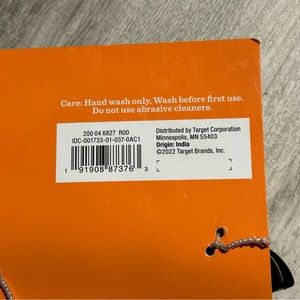 Care: Hand wash only. Wash before first use.
Do not use abrasive cleaners.
200 04 6827 R00
IDC-001733-01-037-0AC1
1 91908 87376 3
Distributed by Target Corporation
Minneapolis, MN 55403
Origin: India
©2022 Target Brands, Inc.